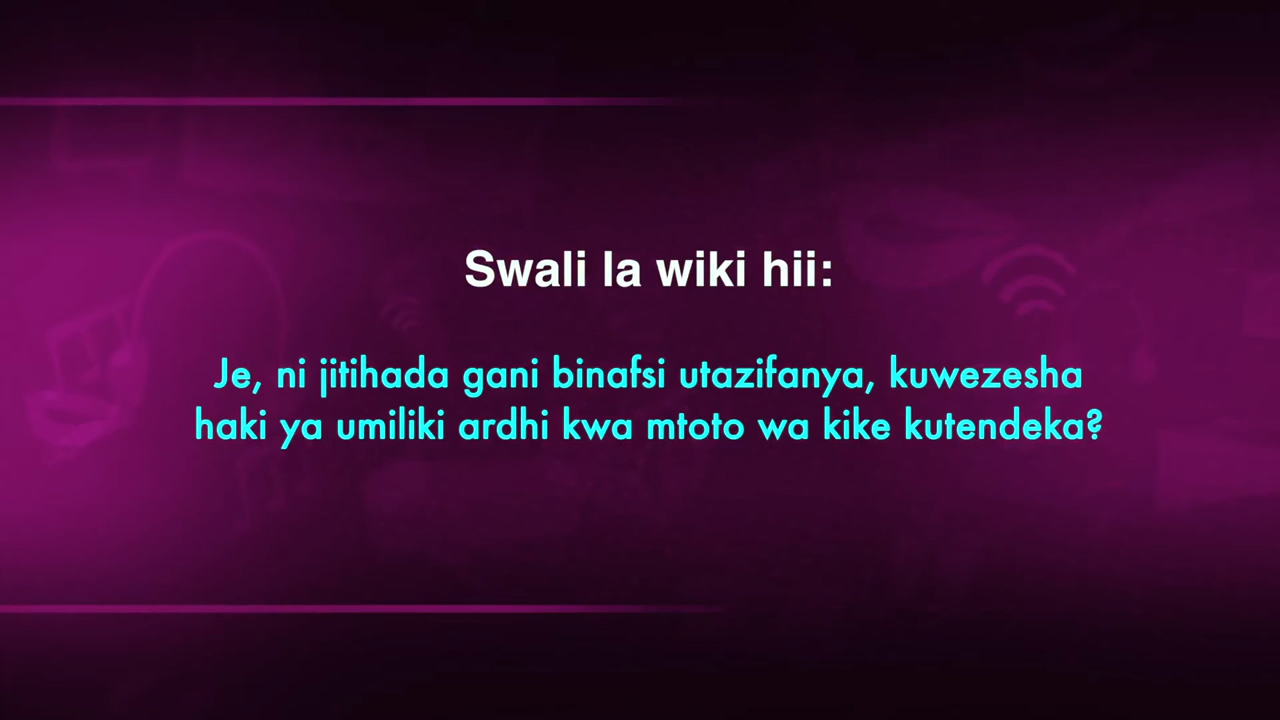 Swali la wiki hii:
Je, ni jitihada gani binafsi utazifanya, kuwezesha
haki ya umiliki ardhi kwa mtoto wa kike kutendeka?